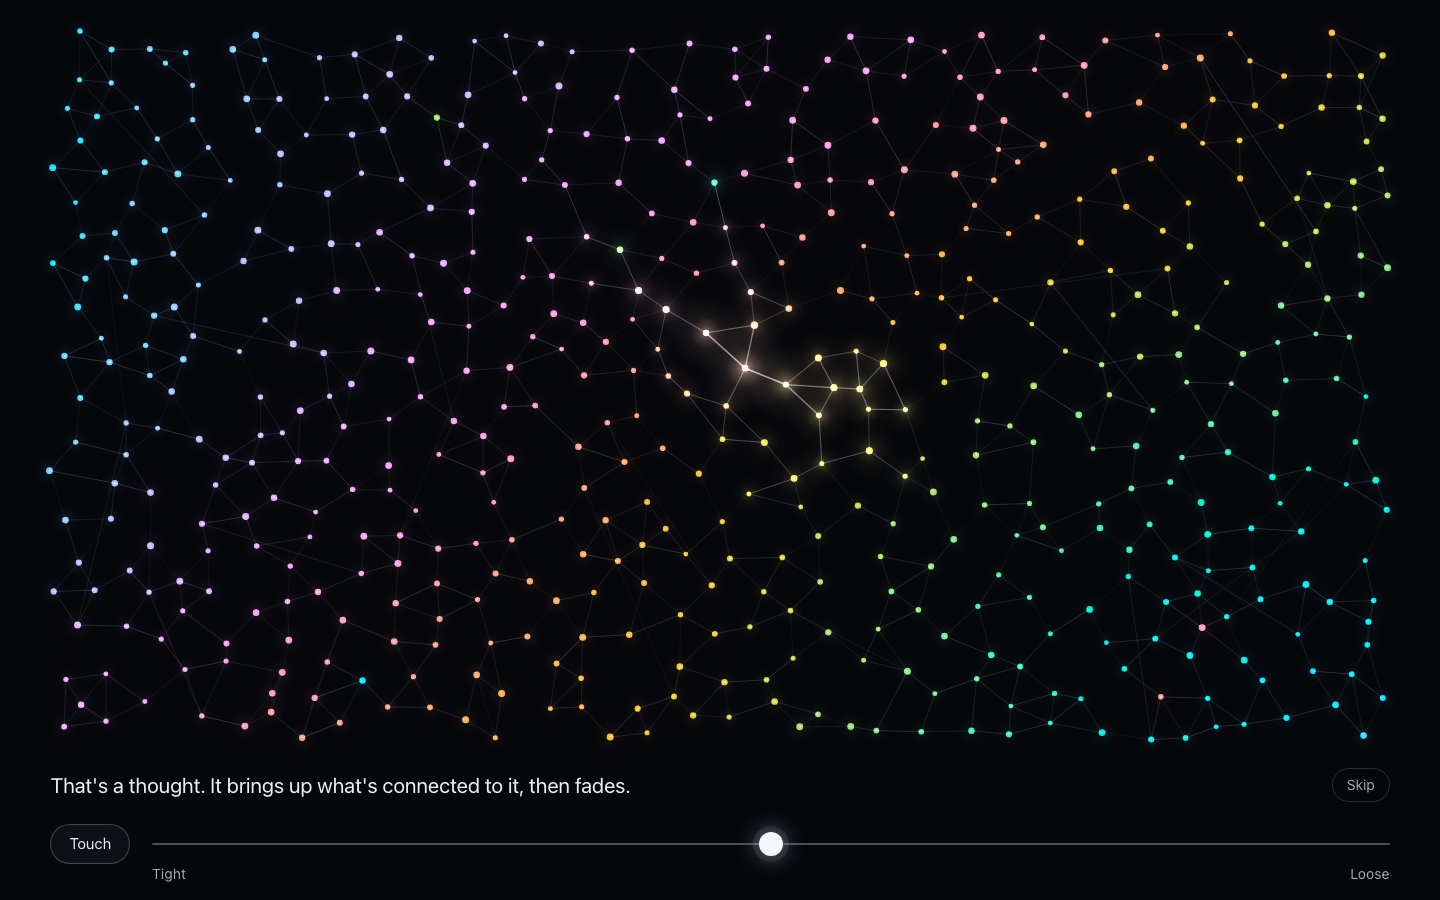 That's a thought. It brings up what's connected to it, then fades.
Skip
Touch
Tight
Loose